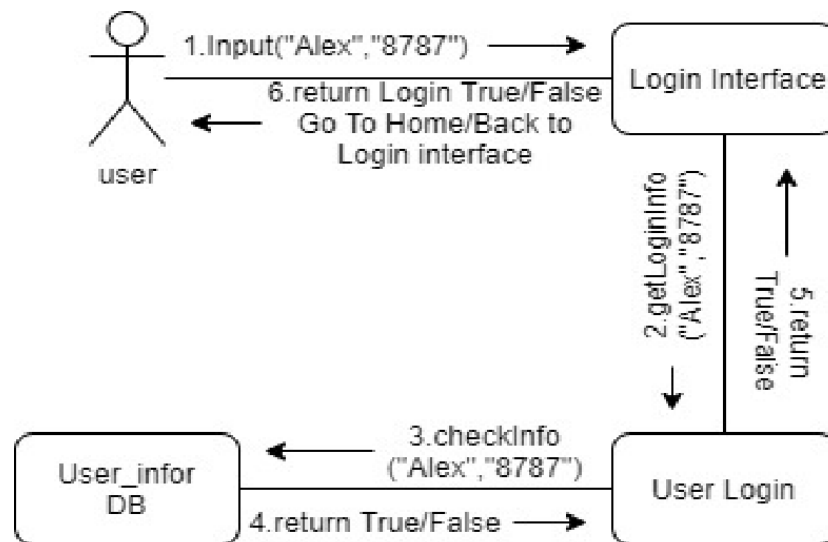 1.Input("Alex","8787")
Login Interface
6.return Login True/False
Go To Home/Back to
Login interface
user
2.getLoginInfo
("Alex","8787")
5.return
True/False
3.checkInfo
("Alex","8787")
User_infor
DB
User Login
4.return True/False